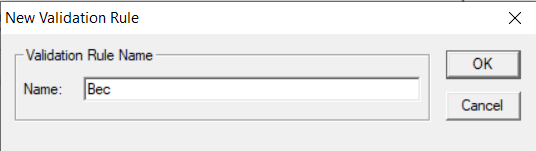 New Validation Rule
Validation Rule Name
Name: Bec
OK
Cancel